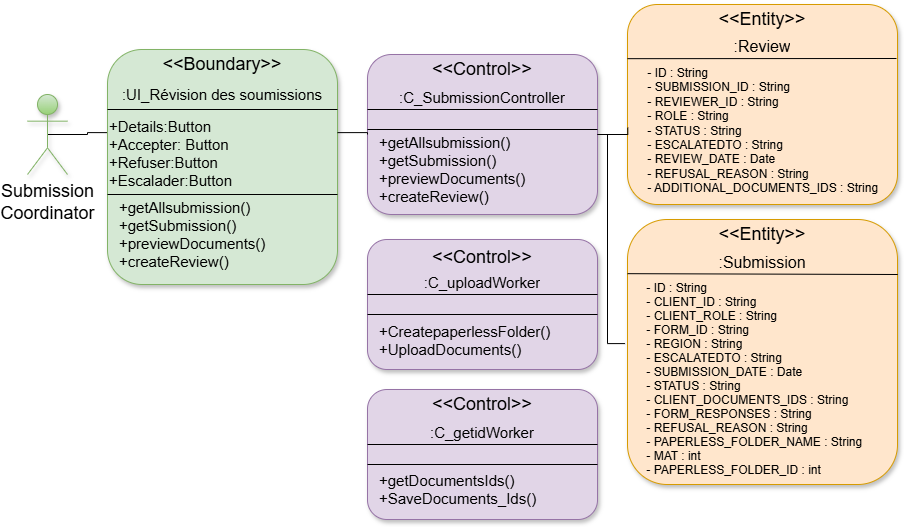 Submission
Coordinator
<<Boundary>>
:UI_Révision des soumissions
+Details:Button
+Accepter: Button
+Refuser:Button
+Escalader:Button
+getAllsubmission()
+getSubmission()
+previewDocuments()
+createReview()
<<Control>>
:C_SubmissionController
+getAllsubmission()
+getSubmission()
+previewDocuments()
+createReview()
<<Control>>
:C_uploadWorker
+CreatepaperlessFolder()
+UploadDocuments()
<<Control>>
:C_getidWorker
+getDocumentsIds()
+SaveDocuments_Ids()
<<Entity>>
:Review
- ID : String
- SUBMISSION_ID : String
- REVIEWER_ID : String
- ROLE : String
- STATUS : String
- ESCALATEDTO : String
- REVIEW_DATE : Date
- REFUSAL_REASON : String
- ADDITIONAL_DOCUMENTS_IDS : String
<<Entity>>
:Submission
- ID : String
- CLIENT_ID : String
- CLIENT_ROLE : String
- FORM_ID : String
- REGION : String
- ESCALATEDTO : String
- SUBMISSION_DATE : Date
- STATUS : String
- CLIENT_DOCUMENTS_IDS : String
- FORM_RESPONSES : String
- REFUSAL_REASON : String
- PAPERLESS_FOLDER_NAME : String
- MAT : int
- PAPERLESS_FOLDER_ID : int